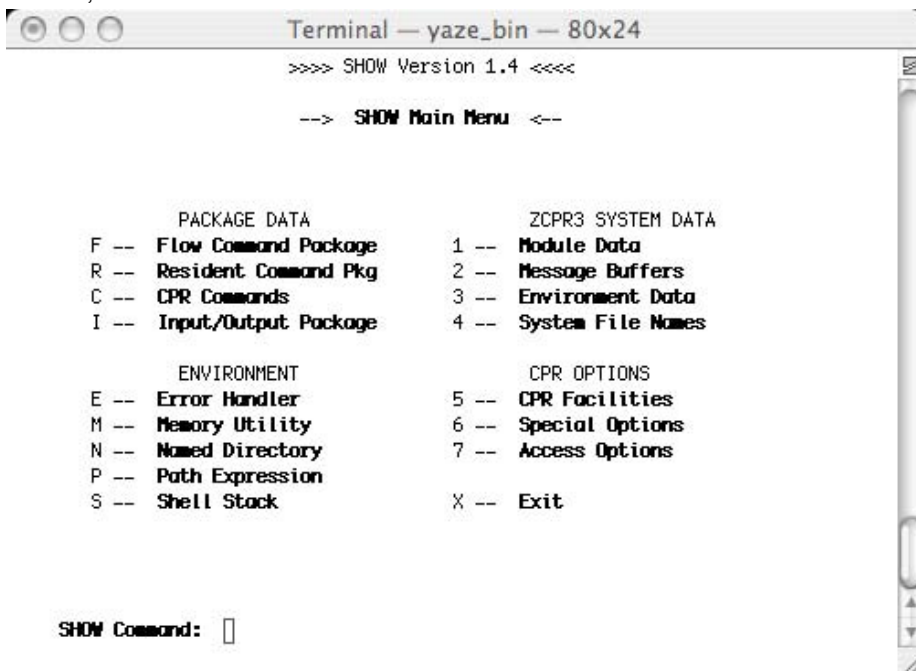 Terminal — yaze_bin — 80x24
>>>> SHOW Version 1.4 <<<<
--> SHOW Main Menu <--
PACKAGE DATA
F -- Flow Command Package
R -- Resident Command Pkg
C -- CPR Commands
I -- Input/Output Package
ZCPR3 SYSTEM DATA
1 -- Module Data
2 -- Message Buffers
3 -- Environment Data
4 -- System File Names
ENVIRONMENT
E -- Error Handler
M -- Memory Utility
N -- Named Directory
P -- Path Expression
S -- Shell Stack
CPR OPTIONS
5 -- CPR Facilities
6 -- Special Options
7 -- Access Options
X -- Exit
SHOW Command: